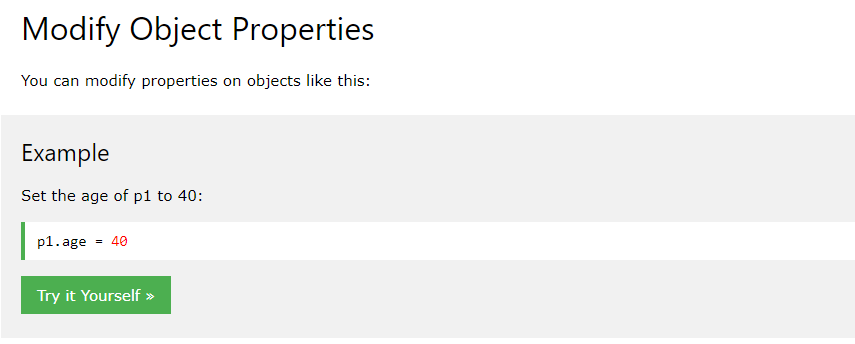 Modify Object Properties
You can modify properties on objects like this:
Example
Set the age of p1 to 40:
p1.age = 40
Try it Yourself »